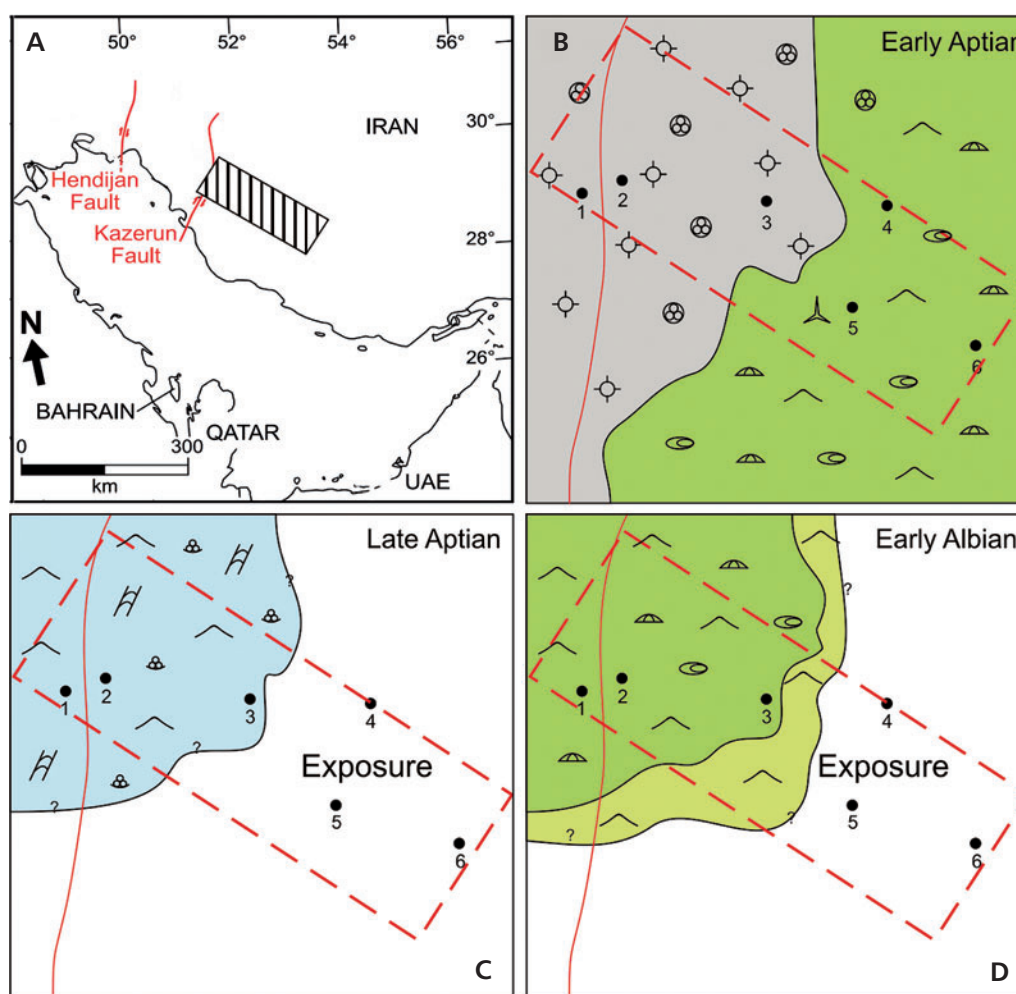 A
50°
52°
54°
56°
IRAN
30°
Hendijan
Fault
Kazerun
Fault
28°
N
26°
BAHRAIN
QATAR
0
300
km
UAE
B
Early Aptian
1
2
3
4
5
6
Late Aptian
?
1
2
3
4
?
Exposure
?
5
6
C
Early Albian
?
1
2
3
4
Exposure
?
5
?
6
D